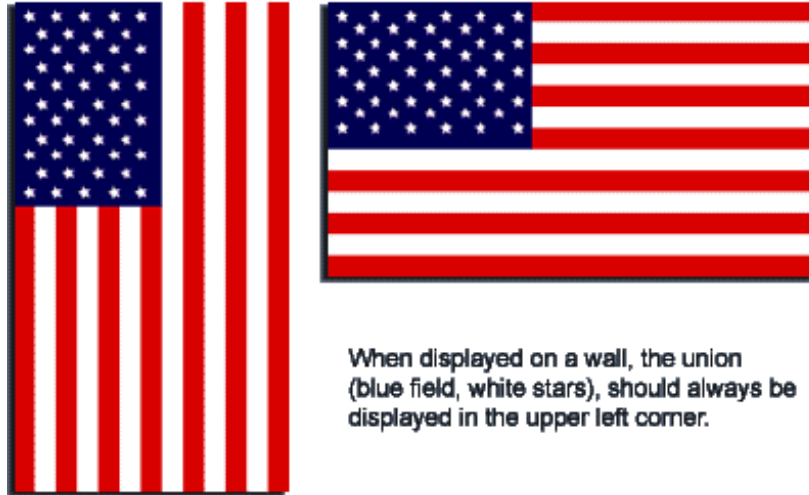 When displayed on a wall, the union
(blue field, white stars), should always be
displayed in the upper left corner.